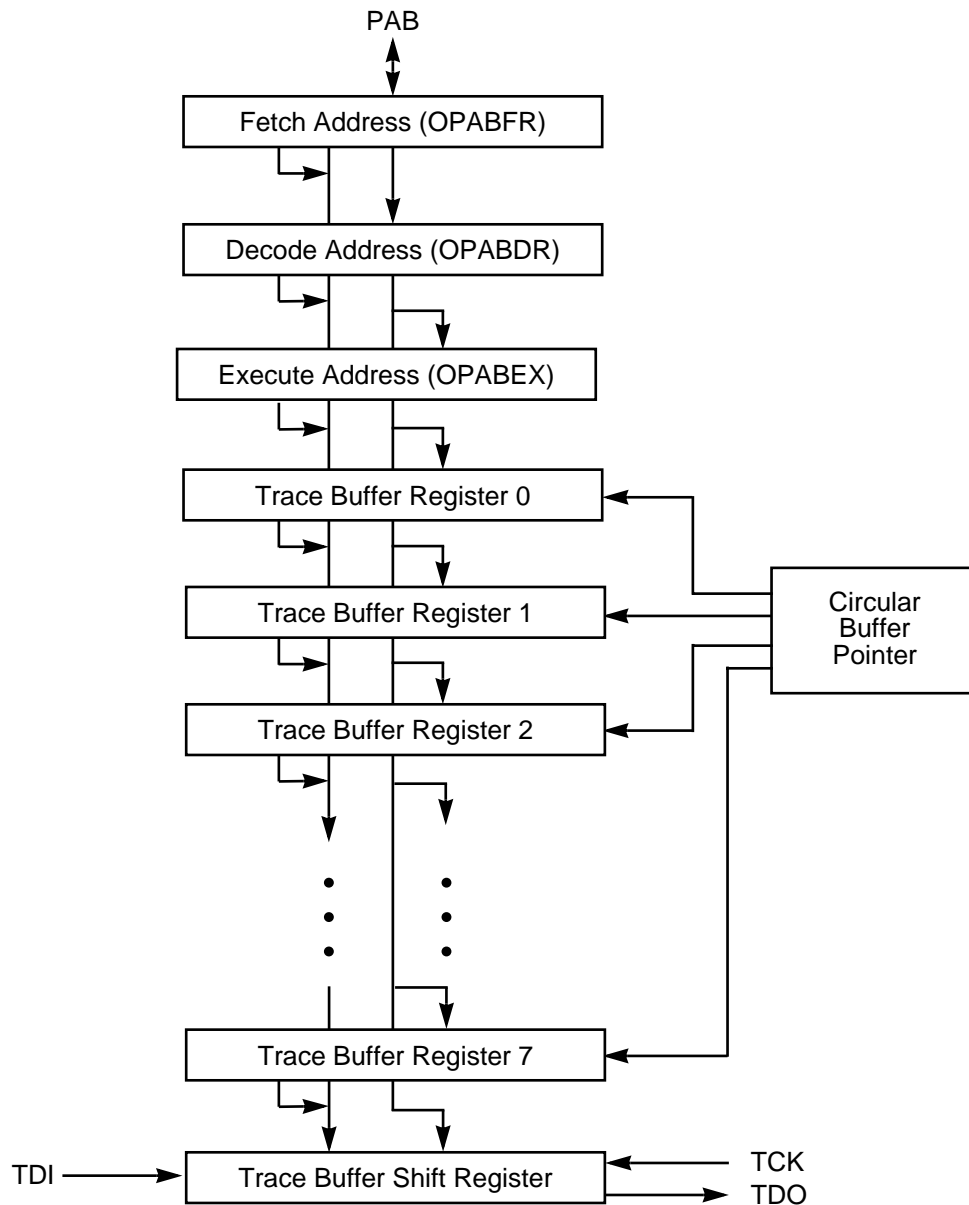 PAB
Fetch Address (OPABFR)
Decode Address (OPABDR)
Execute Address (OPABEX)
Trace Buffer Register 0
Trace Buffer Register 1
Circular
Buffer
Pointer
Trace Buffer Register 2
Trace Buffer Register 7
TDI
Trace Buffer Shift Register
TCK
TDO